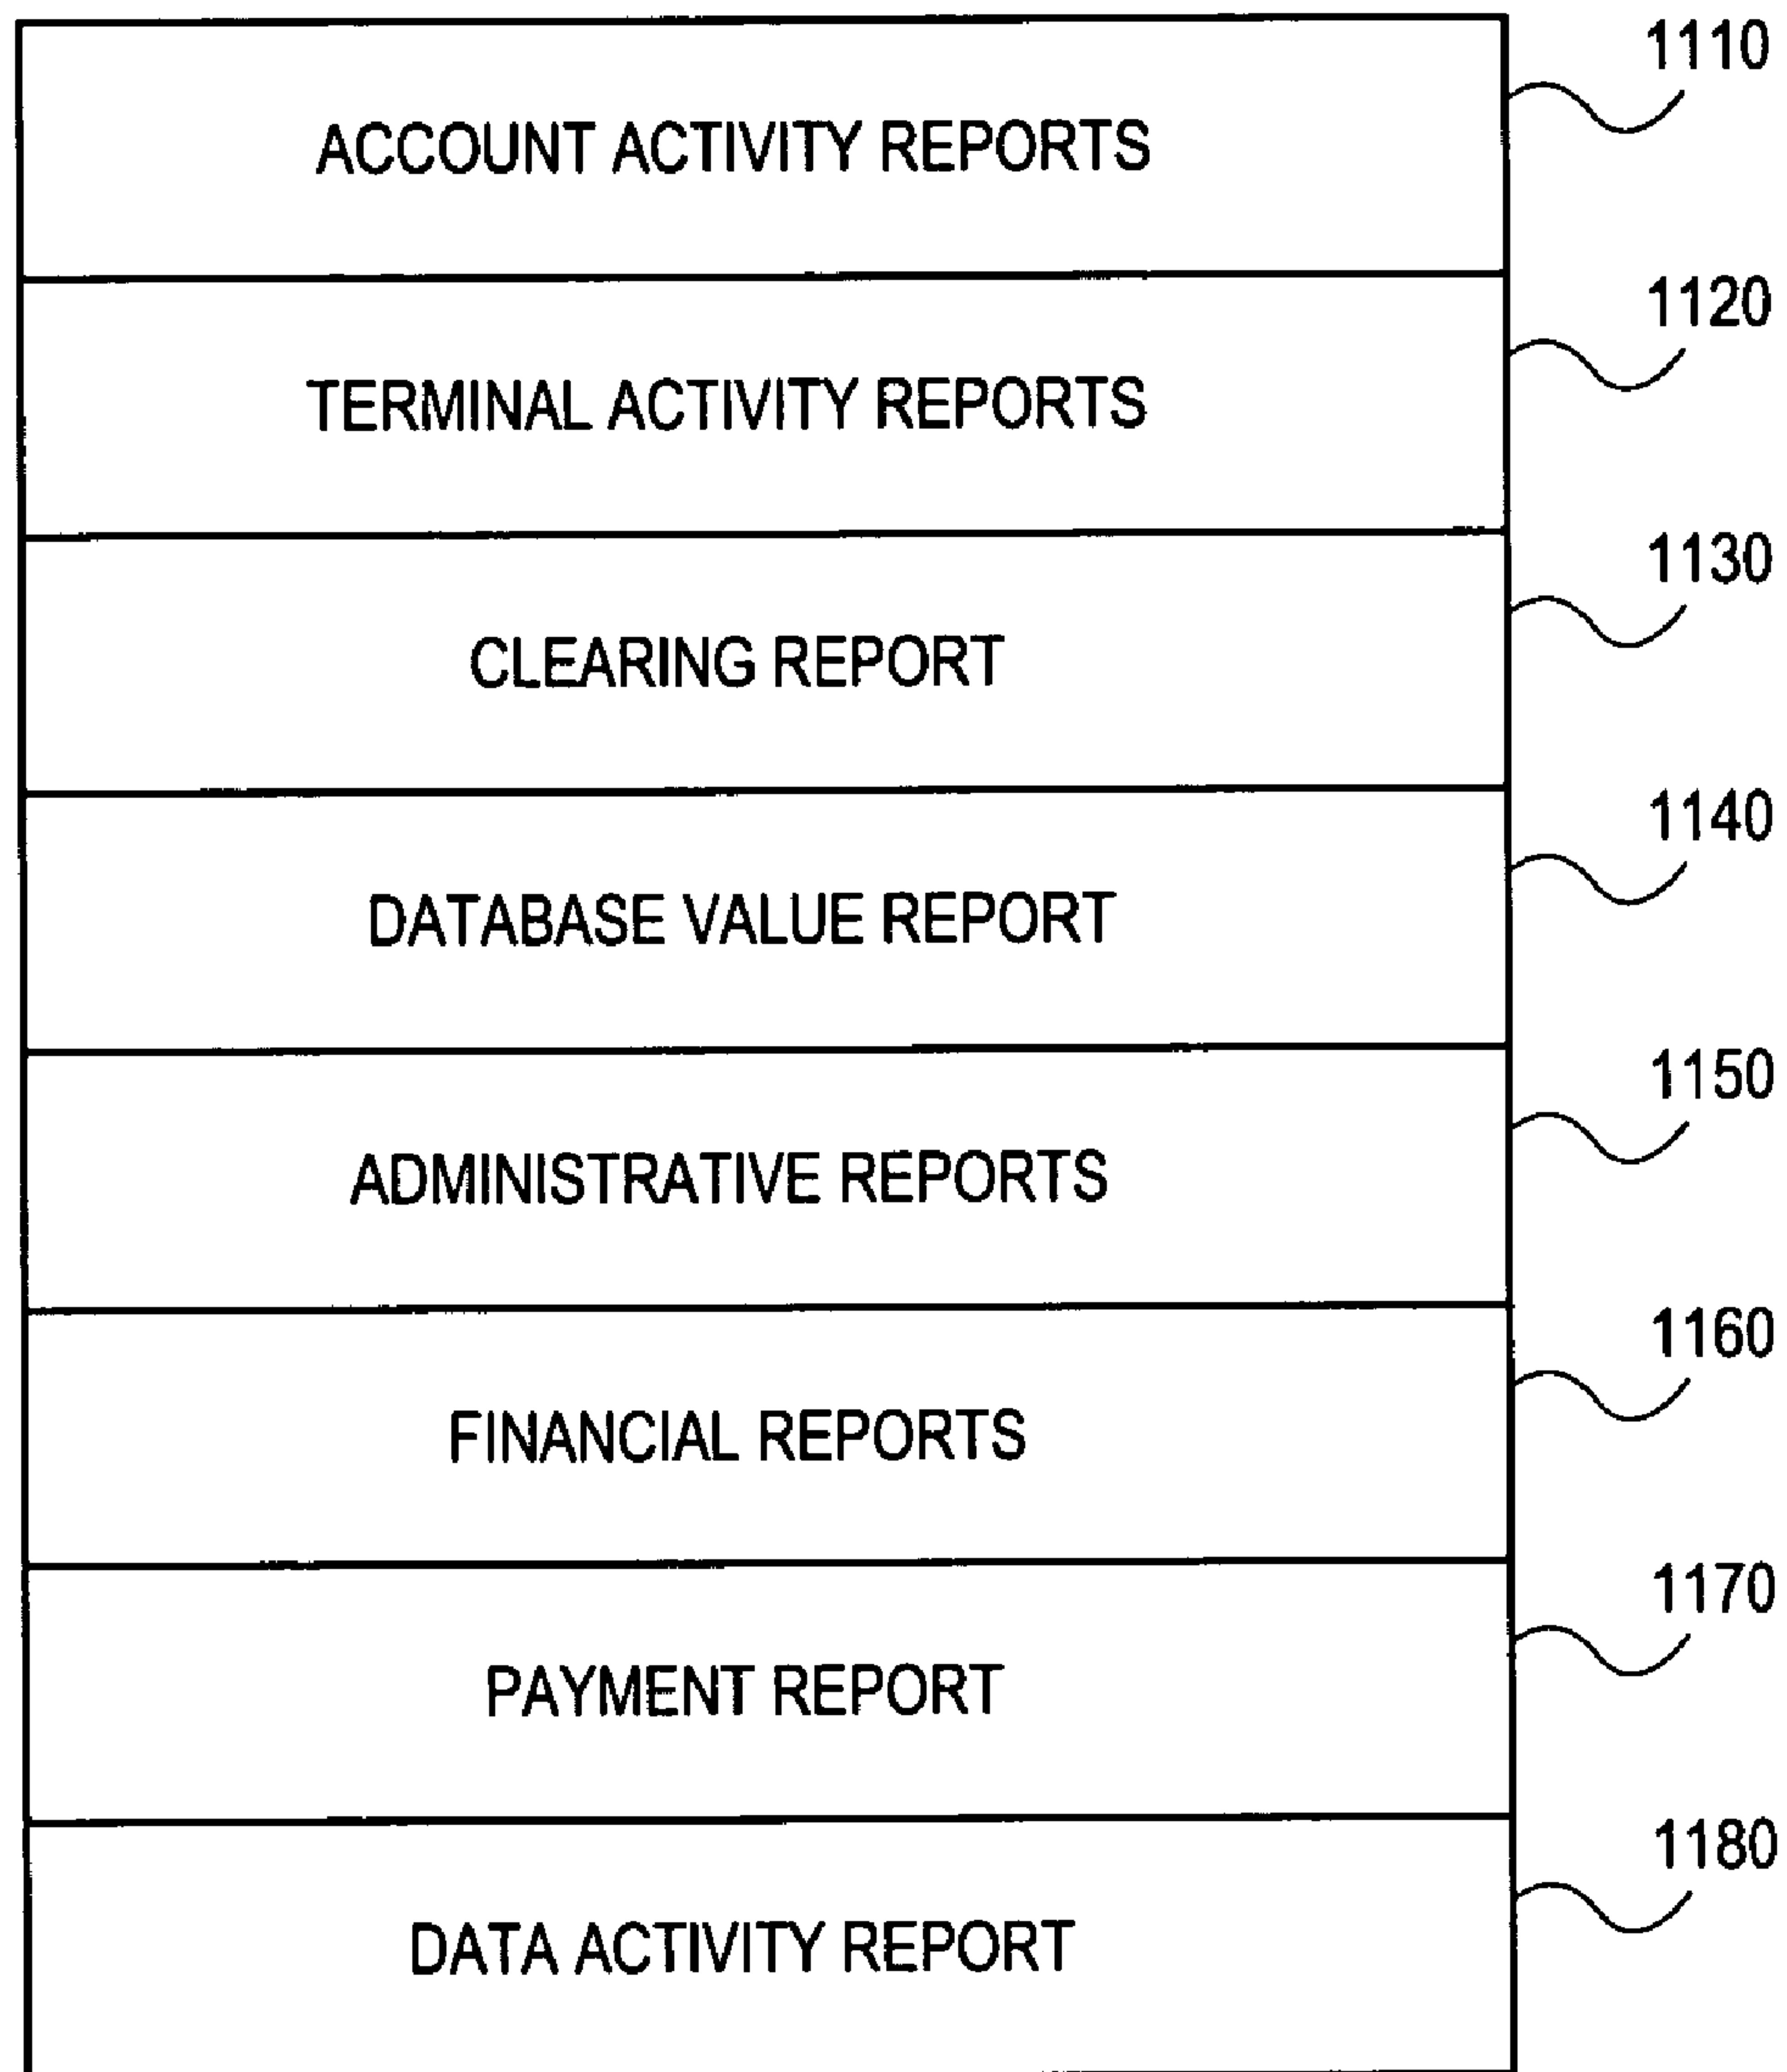 1110
ACCOUNT ACTIVITY REPORTS
1120
TERMINAL ACTIVITY REPORTS
1130
CLEARING REPORT
1140
DATABASE VALUE REPORT
1150
ADMINISTRATIVE REPORTS
1160
FINANCIAL REPORTS
1170
PAYMENT REPORT
1180
DATA ACTIVITY REPORT